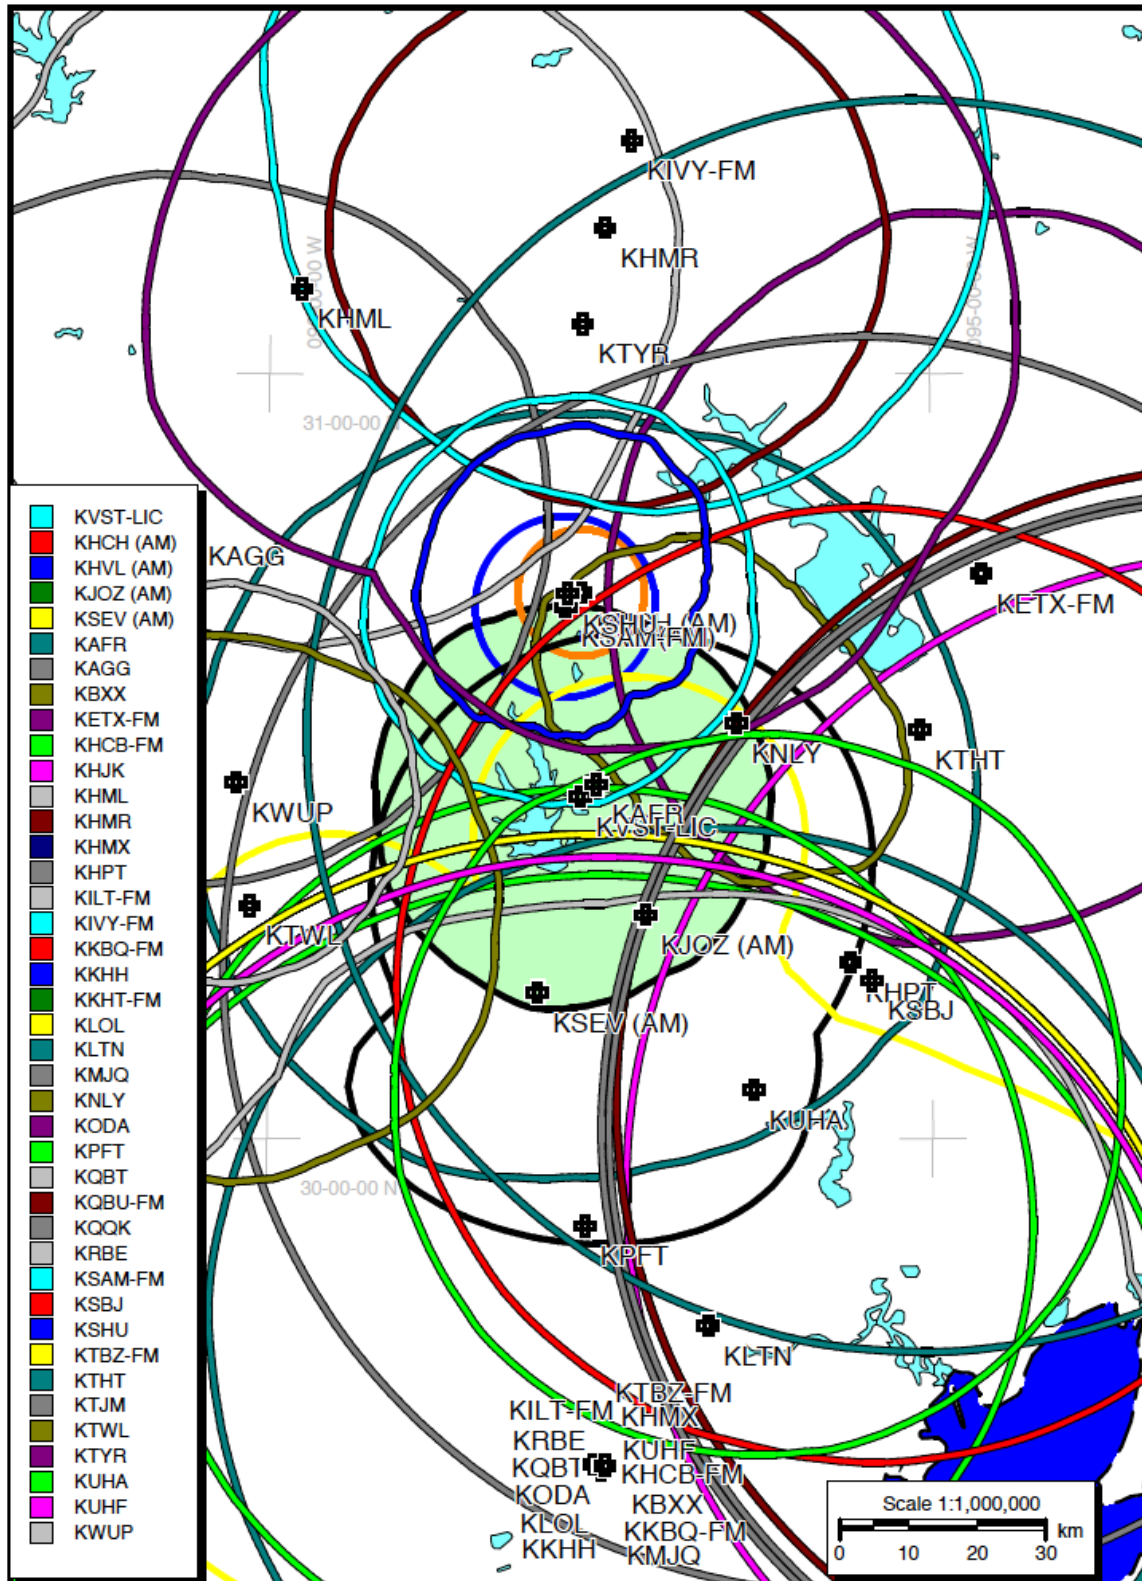 KIVY-FM
KHMR
096-00-00 W
095-00-00 W
KHML
KTYR
31-00-00 N
KVST-LIC
KHCH (AM)
KHVL (AM)
KJOZ (AM)
KSEV (AM)
KAFR
KAGG
KBXX
KETX-FM
KHCB-FM
KHJK
KHML
KHMR
KHMX
KHPT
KILT-FM
KIVY-FM
KKBQ-FM
KKHH
KKHT-FM
KLOL
KLTN
KMJQ
KNLY
KODA
KPFT
KQBT
KQBU-FM
KQQK
KRBE
KSAM-FM
KSBJ
KSHU
KTBZ-FM
KTHT
KTJM
KTWL
KTYR
KUHA
KUHF
KWUP
KAGG
KETX-FM
KSHU
(AM)
KSAM-FM
KNLY
KTHT
KWUP
KAFR
KVST-LIC
KTWL
KJOZ (AM)
KHPT
KSBJ
KSEV (AM)
KUHA
30-00-00 N
KPFT
KLTN
KTBZ-FM
KILT-FM
KHMX
KRBE
KUHF
KQBT
KHCB-FM
KODA
KBXX
KLOL
KKBQ-FM
KKHH
KMJQ
Scale 1:1,000,000
km
0 10 20 30